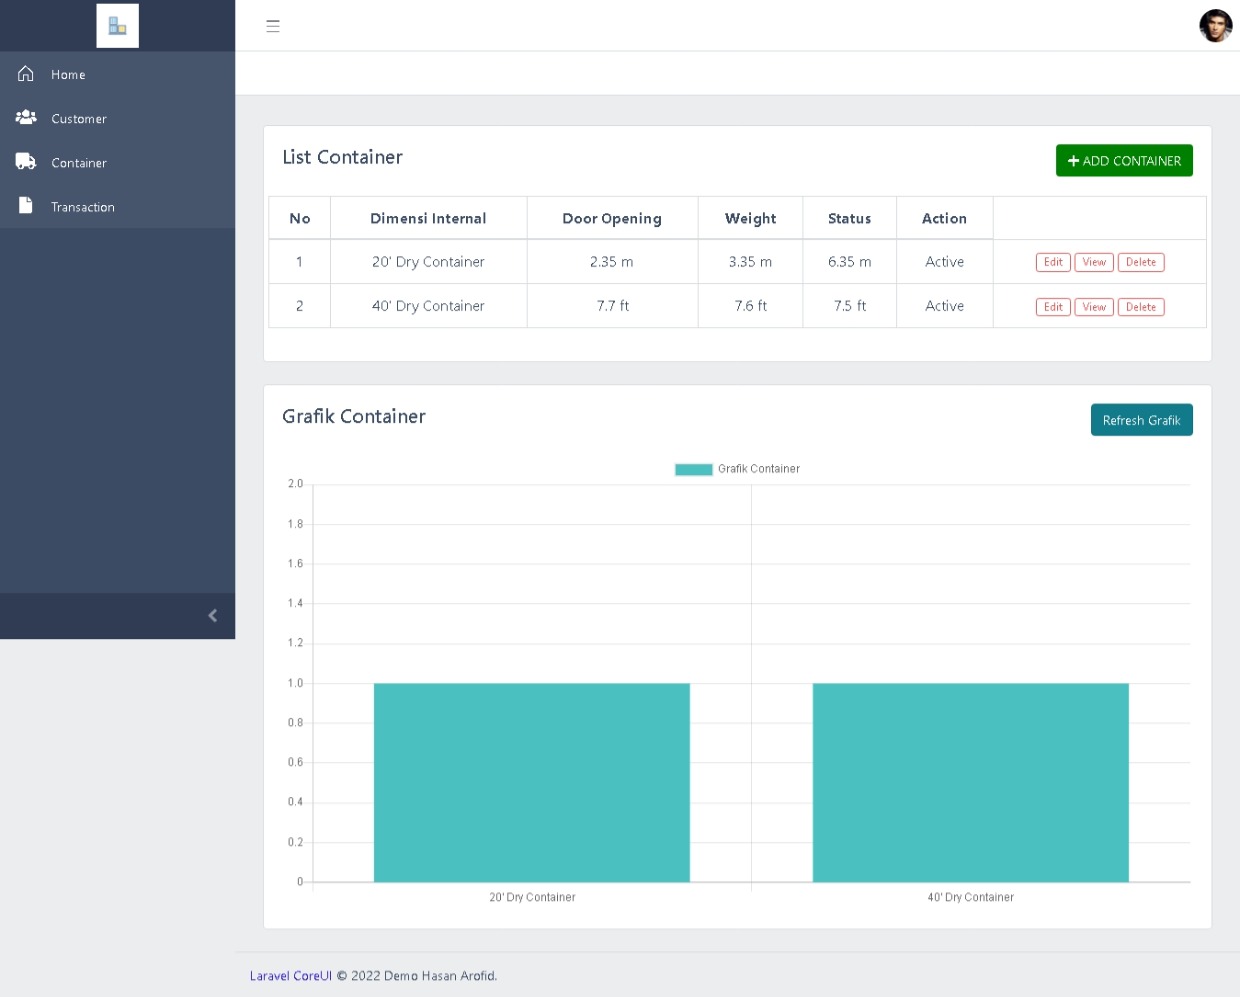 Home
Customer
Container
Transaction
List Container
ADD CONTAINER
No Dimensi Internal Door Opening Weight Status Action
1 20' Dry Container 2.35 m 3.35 m 6.35 m Active Edit View Delete
2 40' Dry Container 7.7 ft 7.6 ft 7.5 ft Active Edit View Delete
Grafik Container
Refresh Grafik
Grafik Container
2.0
1.8
1.6
1.4
1.2
1.0
0.8
0.6
0.4
0.2
0
20' Dry Container 40' Dry Container
Laravel CoreUI © 2022 Demo Hasan Arofid.